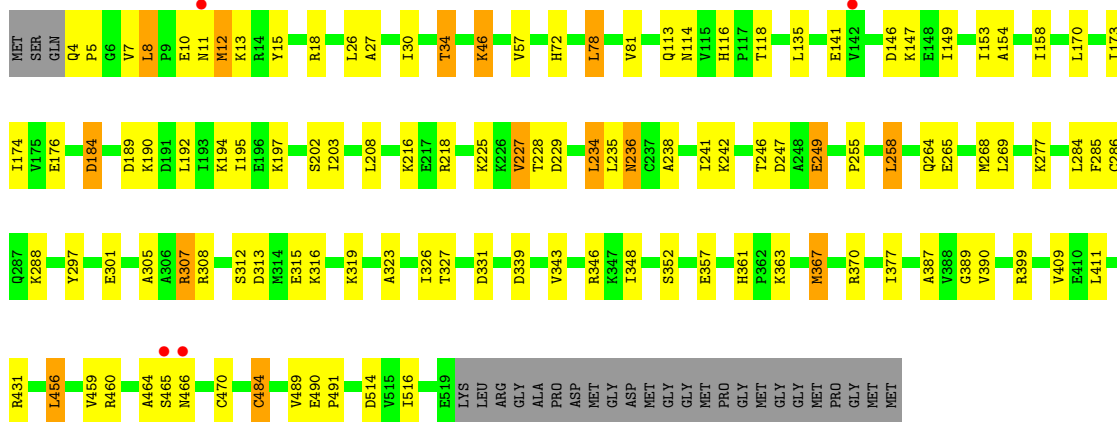 MET SER GLN Q4 P5 G6 V7 L8 P9 E10 N11 M12 K13 R14 Y15 R18 L26 A27 I30 T34 K46 V57 H72 L78 V81 Q113 N114 V115 H116 P117 T118 L135 E141 V142 D146 K147 E148 I149 I153 A154 I158 L170 I173
I174 V175 E176 D184 D189 K190 D191 L192 I193 K194 I195 E196 K197 S202 I203 L208 K216 E217 R218 K225 K226 V227 T228 D229 L234 L235 N236 C237 A238 I241 K242 T246 D247 A248 E249 P255 L258 Q264 E265 M268 L269 K277 L284 F285 C286
Q287 K288 Y297 E301 A305 A306 R307 R308 S312 D313 M314 E315 K316 K319 A323 I326 T327 D331 D339 V343 R346 K347 I348 S352 E357 H361 P362 K363 M367 R370 I377 A387 V388 G389 V390 R399 V409 E410 L411
R431 L456 V459 R460 A464 S465 N466 C470 C484 V489 E490 P491 D514 V515 I516 E519 LYS LEU ARG GLY ALA PRO ASP MET GLY GLY MET PRO GLY MET GLY GLY MET MET PRO GLY MET MET